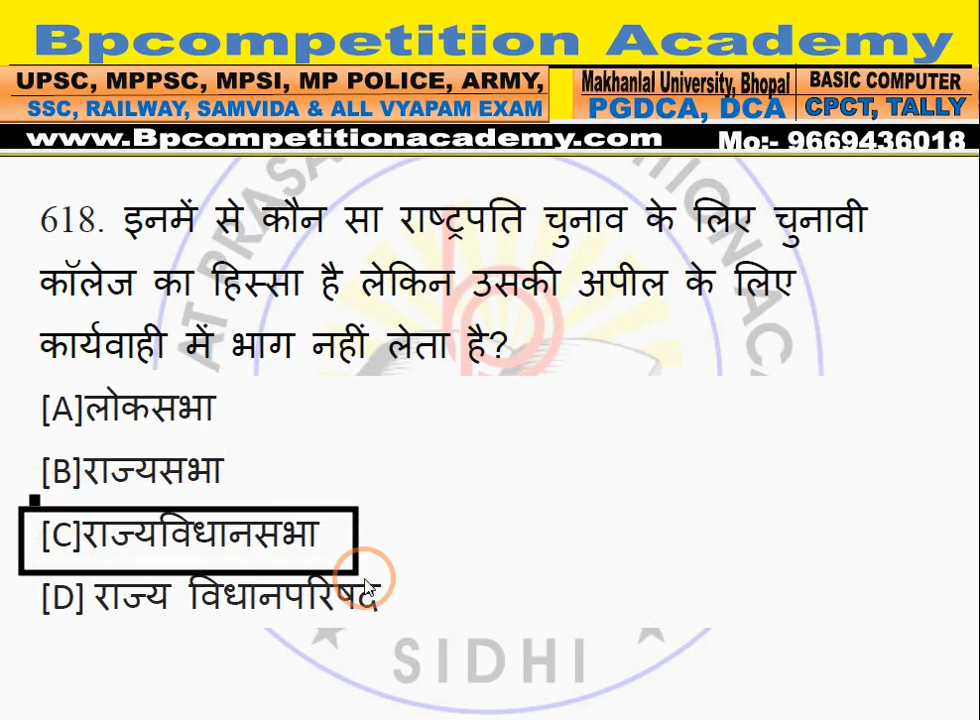 Bpcompetition Academy
UPSC, MPPSC, MPSI, MP POLICE, ARMY,
SSC, RAILWAY, SAMVIDA & ALL VYAPAM EXAM
Makhanlal University, Bhopal
PGDCA, DCA
BASIC COMPUTER
CPCT, TALLY
www.Bpcompetitionacademy.com Mo:- 9669436018
618. इनमें से कौन सा राष्ट्रपति चुनाव के लिए चुनावी
कॉलेज का हिस्सा है लेकिन उसकी अपील के लिए
कार्यवाही में भाग नहीं लेता है?
[A]लोकसभा
[B]राज्यसभा
[C]राज्यविधानसभा
[D] राज्य विधानपरिषद
SIDHI